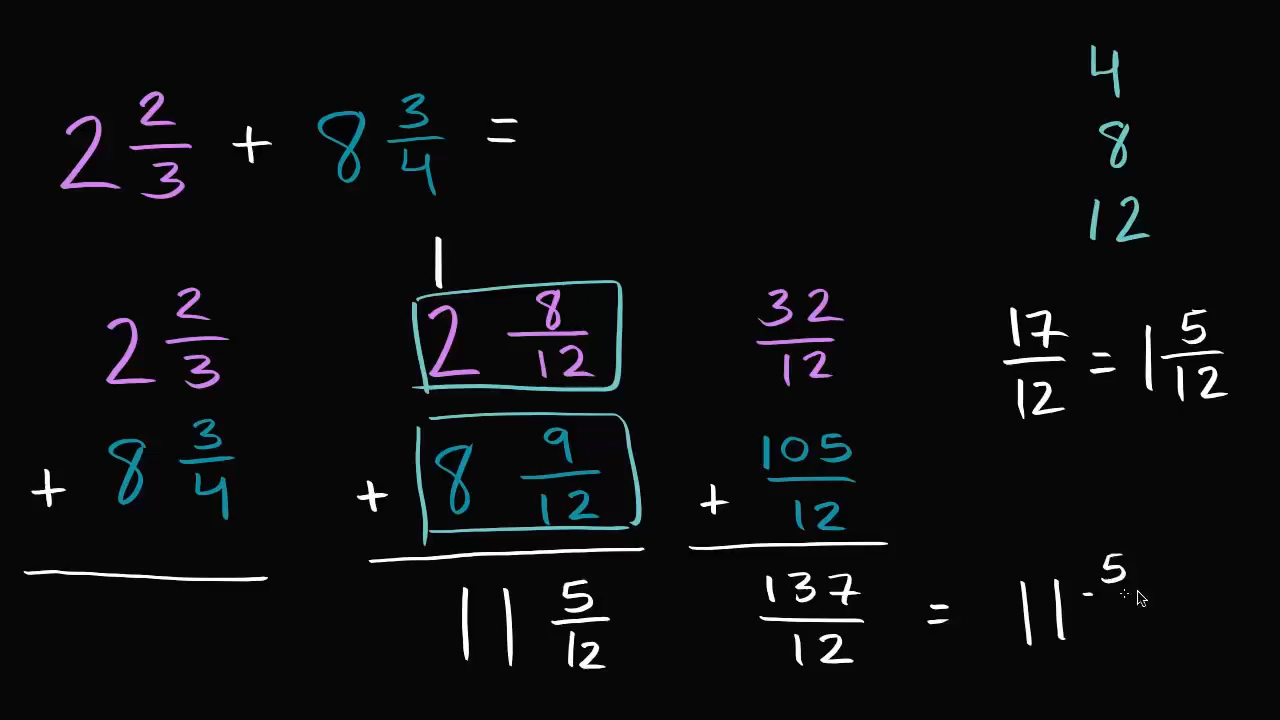 2 2/3 + 8 3/4 =
4
8
12
1
2 2/3
+ 8 3/4
2 8/12
+ 8 9/12
11 5/12
32/12
+ 105/12
137/12 = 11 5
17/12 = 1 5/12